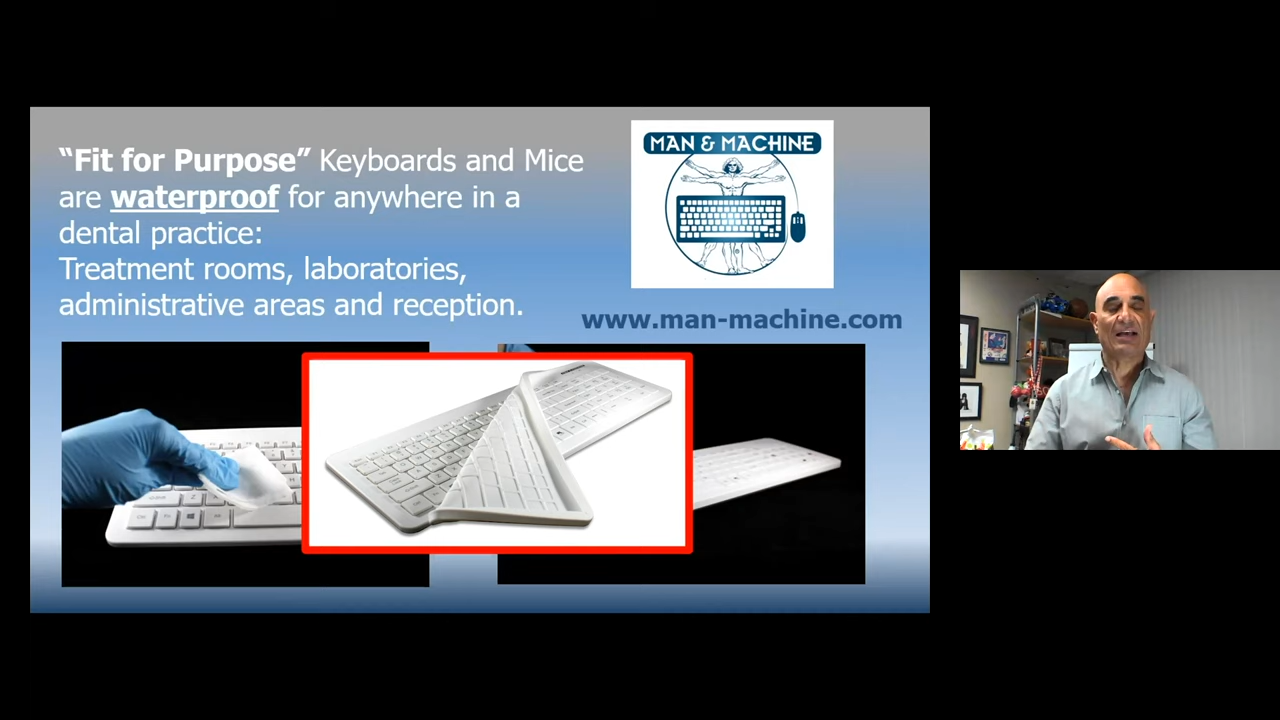 “Fit for Purpose” Keyboards and Mice
are waterproof for anywhere in a
dental practice:
Treatment rooms, laboratories,
administrative areas and reception.
MAN & MACHINE
www.man-machine.com